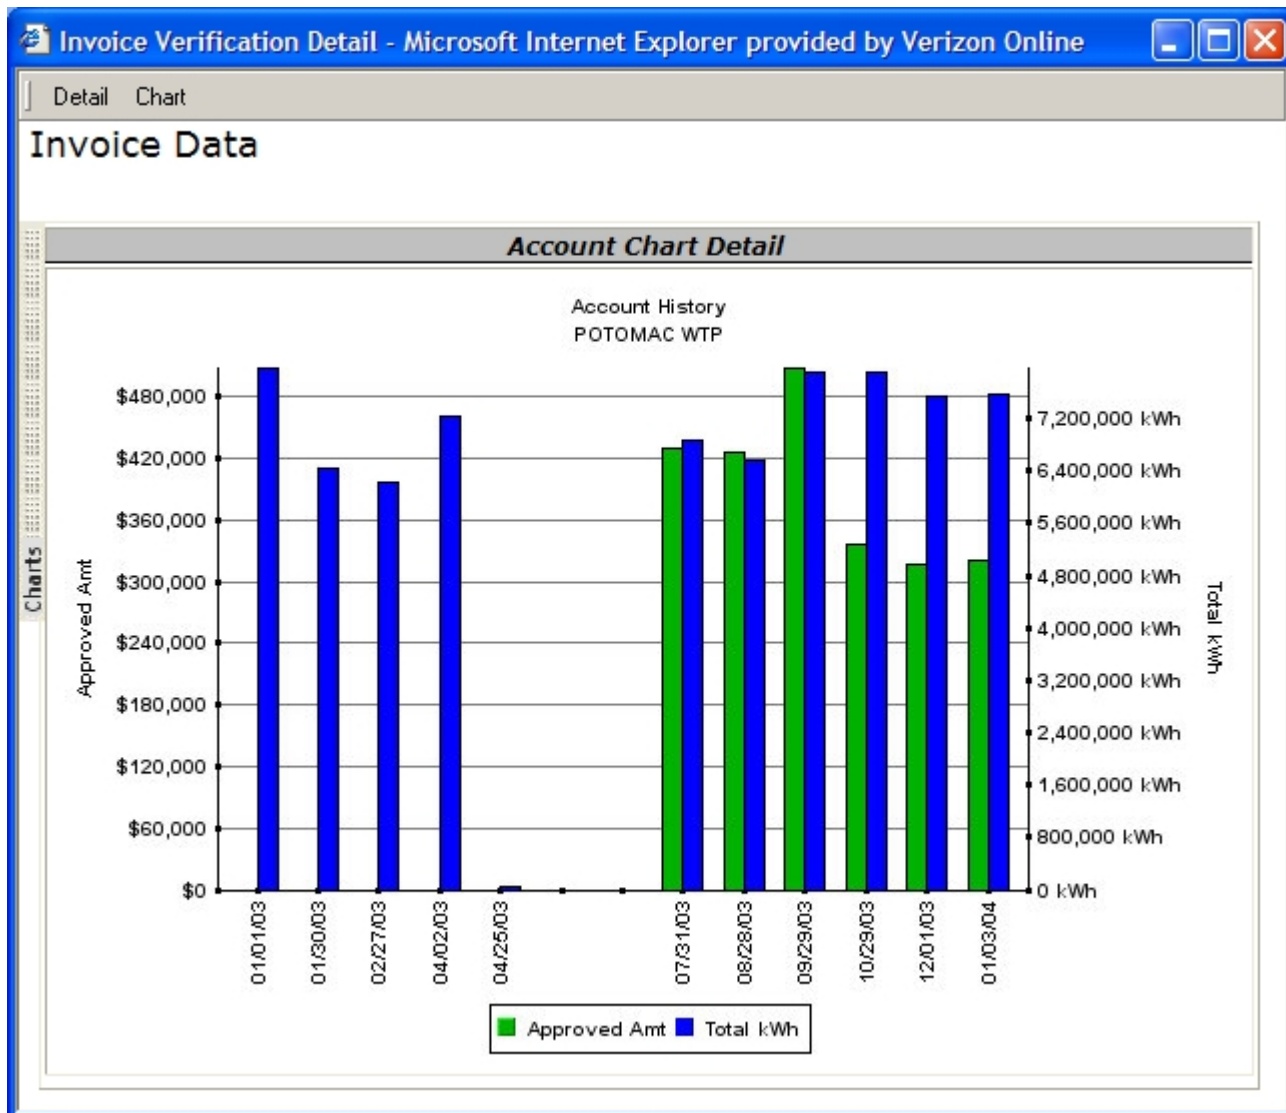 Invoice Verification Detail - Microsoft Internet Explorer provided by Verizon Online
Detail Chart
Invoice Data
Account Chart Detail
Account History
POTOMAC WTP
Charts
Approved Amt
$480,000
$420,000
$360,000
$300,000
$240,000
$180,000
$120,000
$60,000
$0
7,200,000 kWh
6,400,000 kWh
5,600,000 kWh
4,800,000 kWh
4,000,000 kWh
3,200,000 kWh
2,400,000 kWh
1,600,000 kWh
800,000 kWh
0 kWh
Total kWh
01/01/03
01/30/03
02/27/03
04/02/03
04/25/03
07/31/03
08/28/03
09/29/03
10/29/03
12/01/03
01/03/04
Approved Amt Total kWh